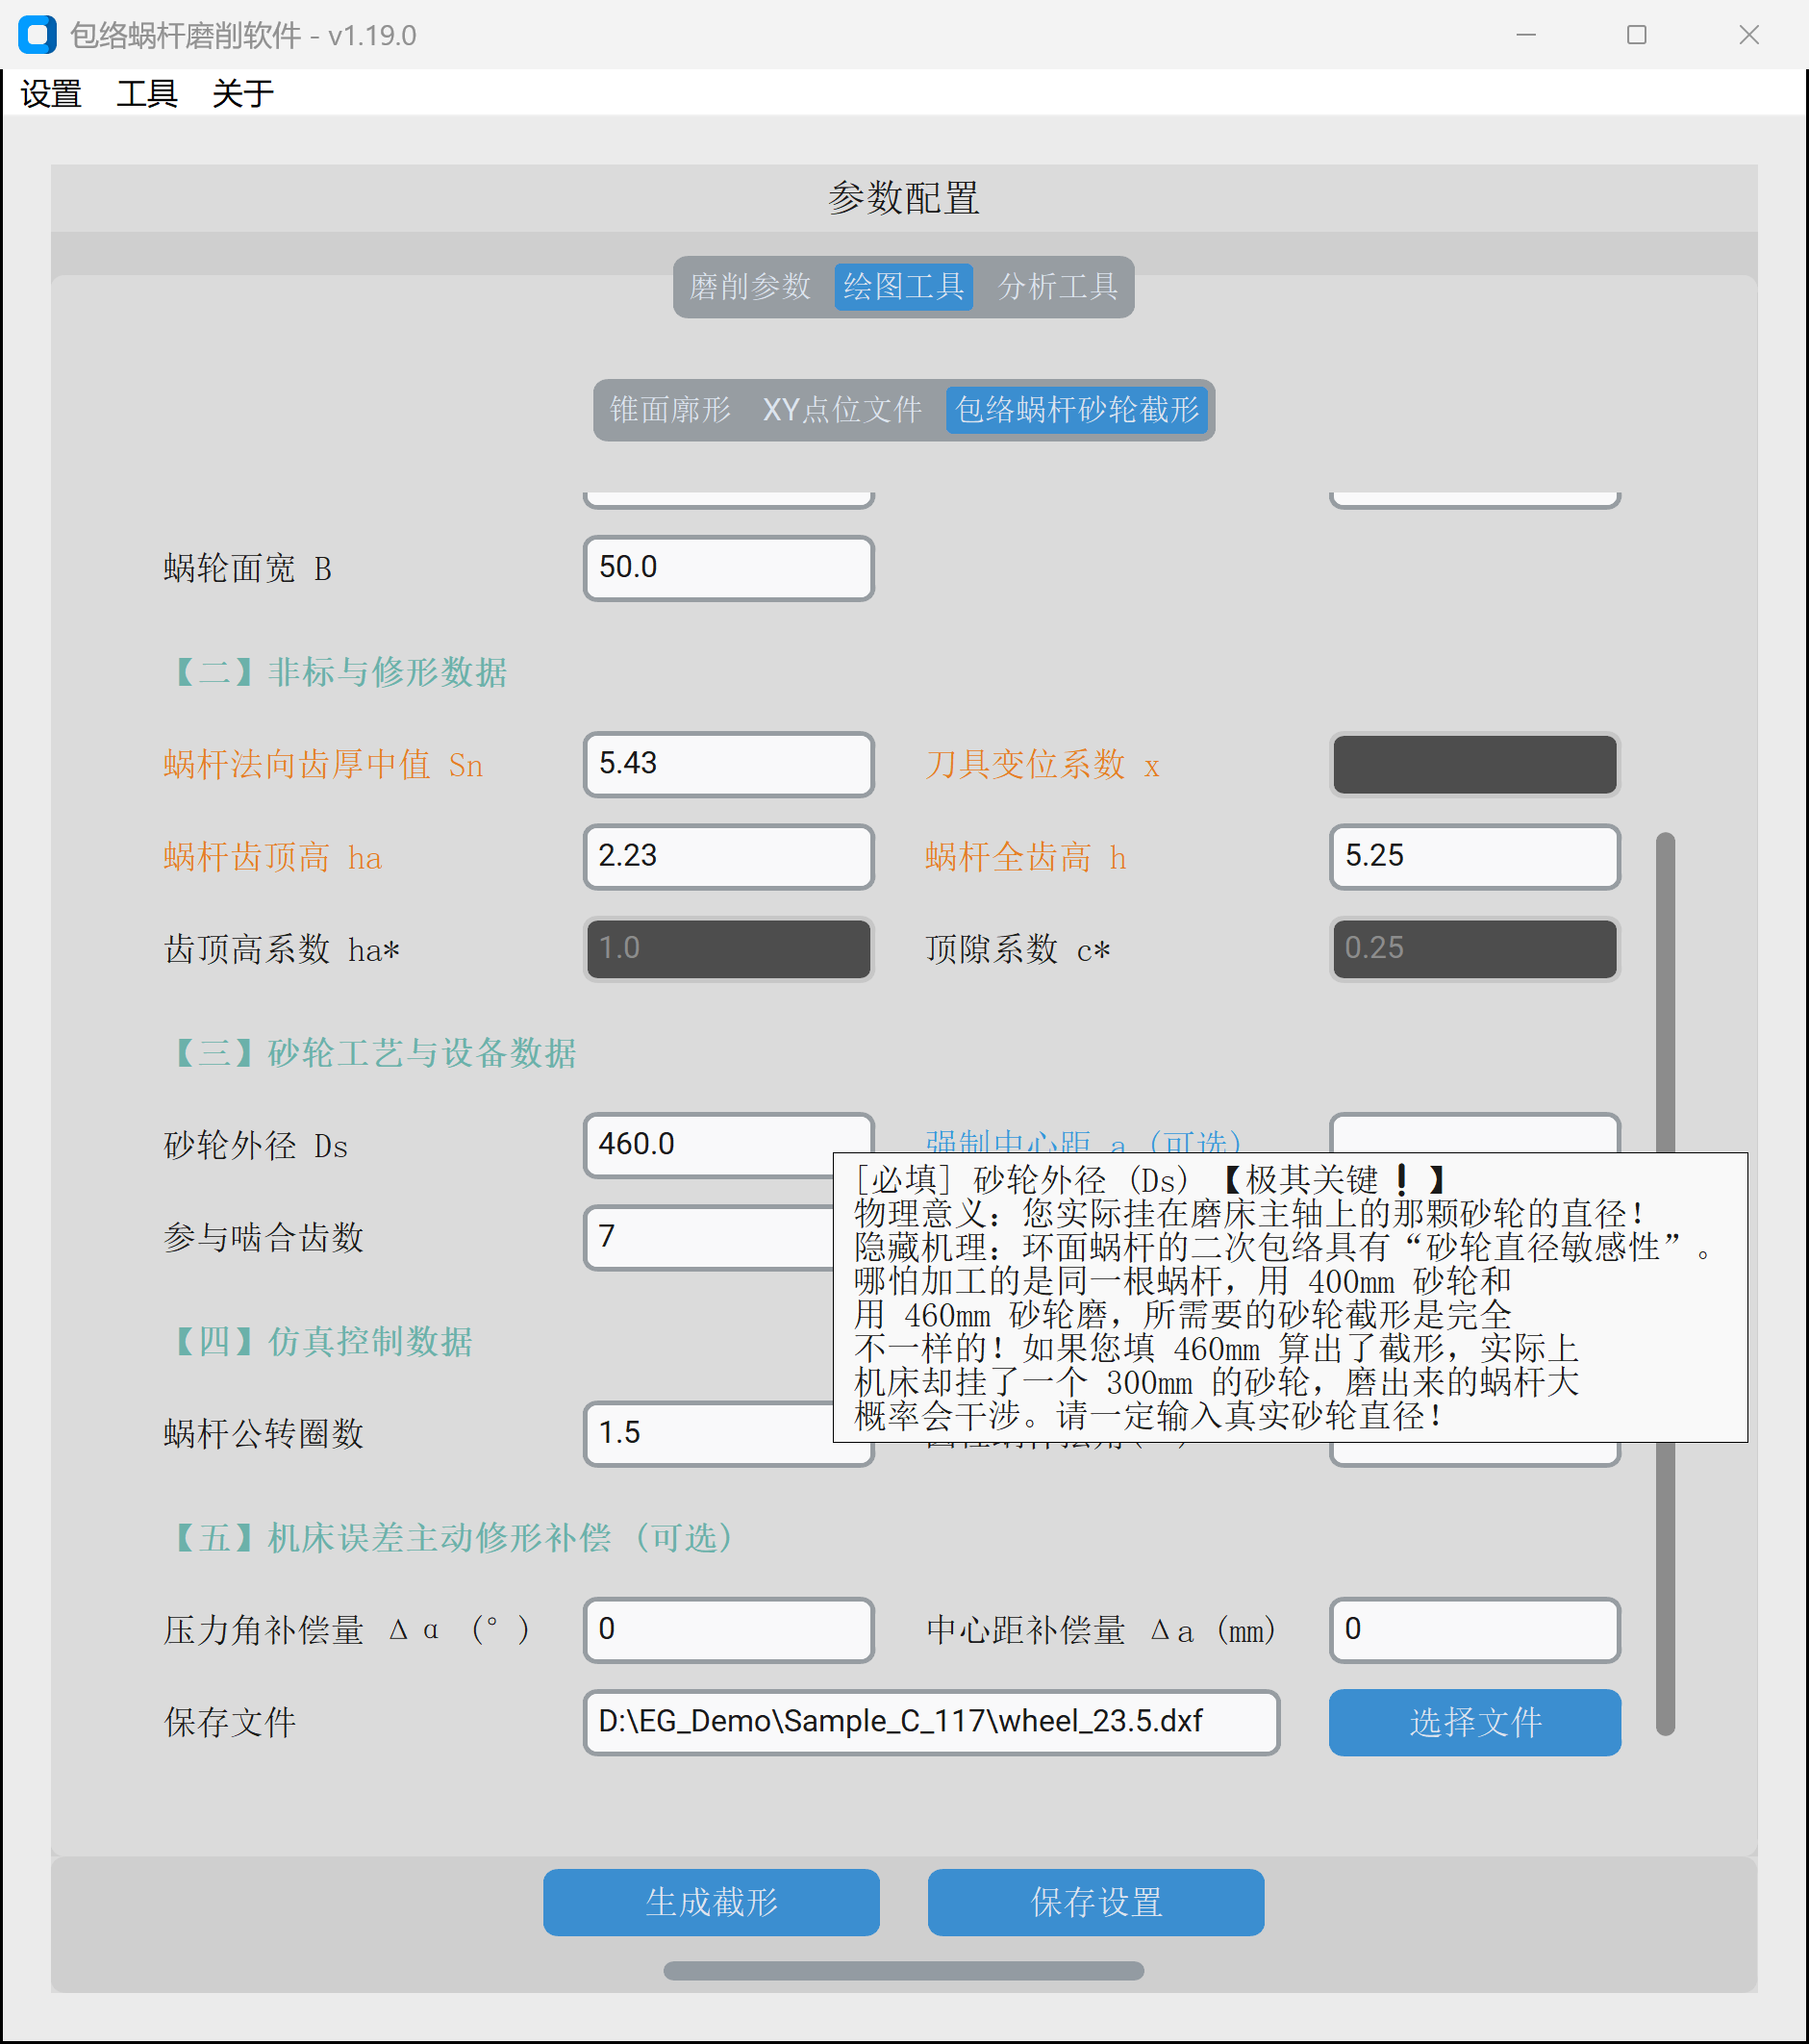 包络蜗杆磨削软件 - v1.19.0
设置 工具 关于
参数配置
磨削参数 绘图工具 分析工具
锥面廓形 XY点位文件 包络蜗杆砂轮截形
蜗轮面宽 B 50.0
【二】非标与修形数据
蜗杆法向齿厚中值 Sn 5.43 刀具变位系数 x
蜗杆齿顶高 ha 2.23 蜗杆全齿高 h 5.25
齿顶高系数 ha* 1.0 顶隙系数 c* 0.25
【三】砂轮工艺与设备数据
砂轮外径 Ds 460.0 强制中心距 a (可选)
[必填] 砂轮外径 (Ds) 【极其关键❗】
物理意义：您实际挂在磨床主轴上的那颗砂轮的直径！
隐藏机理：环面蜗杆的二次包络具有“砂轮直径敏感性”。
哪怕加工的是同一根蜗杆，用 400mm 砂轮和
用 460mm 砂轮磨，所需要的砂轮截形是完全
不一样的！如果您填 460mm 算出了截形，实际上
机床却挂了一个 300mm 的砂轮，磨出来的蜗杆大
概率会干涉。请一定输入真实砂轮直径！
参与啮合齿数 7
【四】仿真控制数据
蜗杆公转圈数 1.5
【五】机床误差主动修形补偿 (可选)
压力角补偿量 Δα (°) 0 中心距补偿量 Δa (mm) 0
保存文件 D:\EG_Demo\Sample_C_117\wheel_23.5.dxf 选择文件
生成截形 保存设置